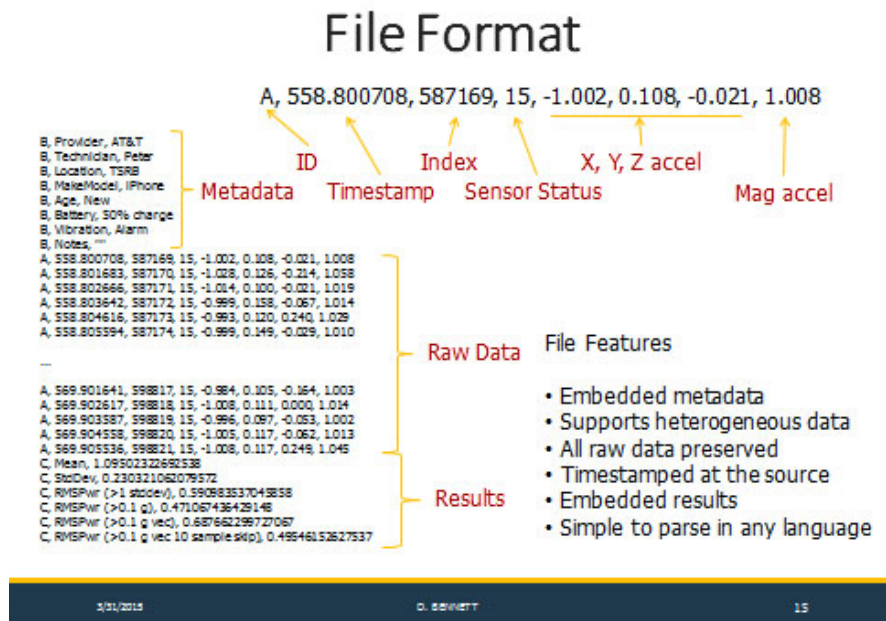 File Format
A, 558.800708, 587169, 15, -1.002, 0.108, -0.021, 1.008
ID
Index
X, Y, Z accel
Timestamp
Sensor Status
Mag accel
B, Provider, AT&T
B, Technician, Peter
B, Location, TSRB
B, MakeModel, iPhone
B, Age, New
B, Battery, 50% charge
B, Vibration, Alarm
B, Notes, ""
Metadata
A, 558.800708, 587169, 15, -1.002, 0.108, -0.021, 1.008
A, 558.801683, 587170, 15, -1.028, 0.126, -0.214, 1.058
A, 558.802666, 587171, 15, -1.014, 0.100, -0.021, 1.019
A, 558.803642, 587172, 15, -0.999, 0.158, -0.067, 1.014
A, 558.804616, 587173, 15, -0.993, 0.120, 0.240, 1.029
A, 558.805594, 587174, 15, -0.999, 0.149, -0.029, 1.010
...
A, 569.901641, 598817, 15, -0.984, 0.105, -0.164, 1.003
A, 569.902617, 598818, 15, -1.008, 0.111, 0.000, 1.014
A, 569.903587, 598819, 15, -0.996, 0.097, -0.053, 1.002
A, 569.904558, 598820, 15, -1.005, 0.117, -0.062, 1.013
A, 569.905536, 598821, 15, -1.008, 0.117, 0.249, 1.045
Raw Data
C, Mean, 1.09502322692538
C, StdDev, 0.230321062079572
C, RMSPwr (>1 stddev), 0.590983537045858
C, RMSPwr (>0.1 g), 0.471067436429148
C, RMSPwr (>0.1 g vec), 0.687662299727067
C, RMSPwr (>0.1 g vec 10 sample skip), 0.49546152627537
Results
File Features
• Embedded metadata
• Supports heterogeneous data
• All raw data preserved
• Timestamped at the source
• Embedded results
• Simple to parse in any language
3/31/2015
D. BENNETT
15